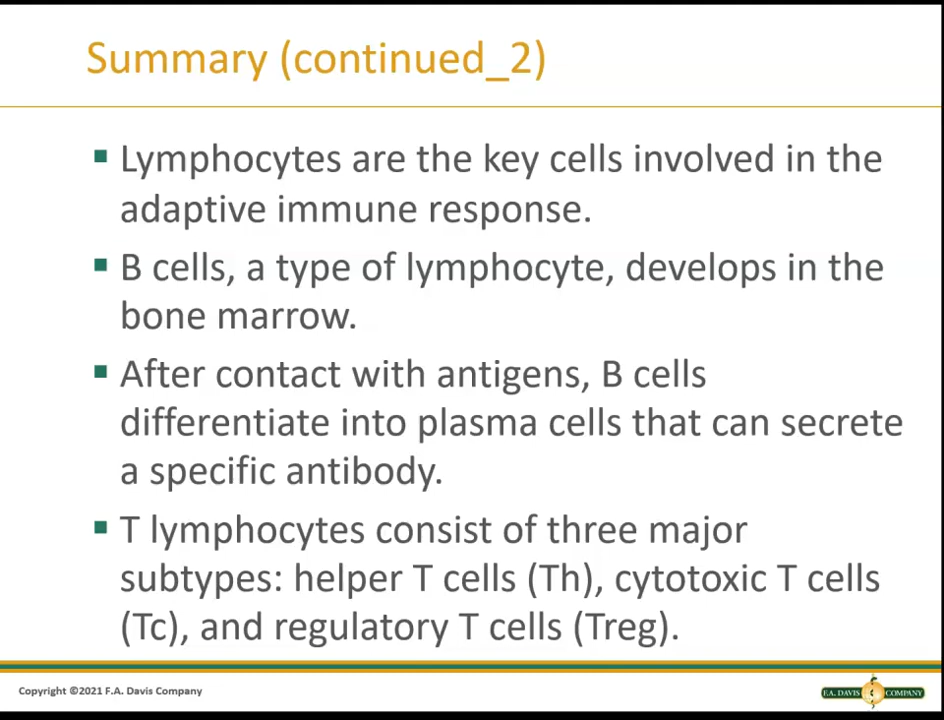 Summary (continued_2)
▪ Lymphocytes are the key cells involved in the
adaptive immune response.
▪ B cells, a type of lymphocyte, develops in the
bone marrow.
▪ After contact with antigens, B cells
differentiate into plasma cells that can secrete
a specific antibody.
▪ T lymphocytes consist of three major
subtypes: helper T cells (Th), cytotoxic T cells
(Tc), and regulatory T cells (Treg).
Copyright ©2021 F.A. Davis Company
F.A. DAVIS COMPANY